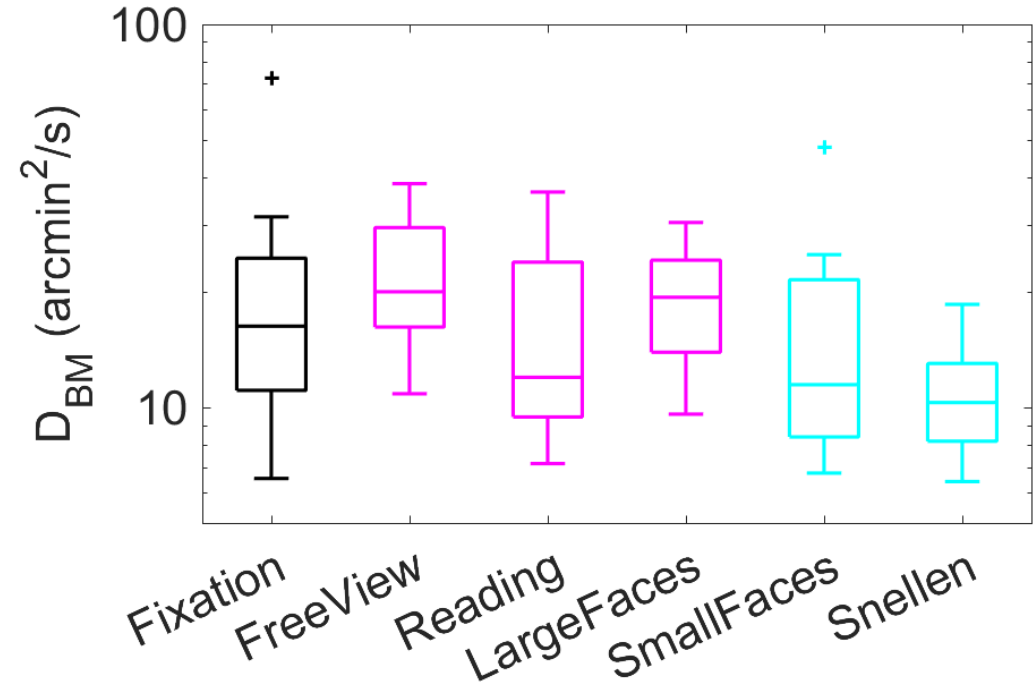 100
10
D_BM (arcmin^2/s)
Fixation
FreeView
Reading
LargeFaces
SmallFaces
Snellen